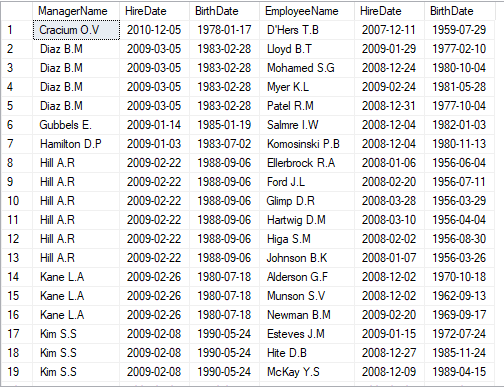 ManagerName HireDate BirthDate EmployeeName HireDate BirthDate
1 Cracium O.V 2010-12-05 1978-01-17 D'Hers T.B 2007-12-11 1959-07-29
2 Diaz B.M 2009-03-05 1983-02-28 Lloyd B.T 2009-01-29 1977-02-10
3 Diaz B.M 2009-03-05 1983-02-28 Mohamed S.G 2008-12-24 1980-10-04
4 Diaz B.M 2009-03-05 1983-02-28 Myer K.L 2009-02-24 1981-05-28
5 Diaz B.M 2009-03-05 1983-02-28 Patel R.M 2008-12-31 1977-10-04
6 Gubbels E. 2009-01-14 1985-01-19 Salmre I.W 2008-12-04 1982-01-03
7 Hamilton D.P 2009-01-03 1983-07-02 Komosinski P.B 2008-12-04 1980-11-13
8 Hill A.R 2009-02-22 1988-09-06 Ellerbrock R.A 2008-01-06 1956-06-04
9 Hill A.R 2009-02-22 1988-09-06 Ford J.L 2008-02-20 1956-07-11
10 Hill A.R 2009-02-22 1988-09-06 Glimp D.R 2008-03-28 1956-03-29
11 Hill A.R 2009-02-22 1988-09-06 Hartwig D.M 2008-03-10 1956-04-04
12 Hill A.R 2009-02-22 1988-09-06 Higa S.M 2008-02-02 1956-08-30
13 Hill A.R 2009-02-22 1988-09-06 Johnson B.K 2008-01-07 1956-03-26
14 Kane L.A 2009-02-26 1980-07-18 Alderson G.F 2008-12-02 1970-10-18
15 Kane L.A 2009-02-26 1980-07-18 Munson S.V 2008-12-02 1962-09-13
16 Kane L.A 2009-02-26 1980-07-18 Newman B.M 2009-02-20 1969-09-17
17 Kim S.S 2009-02-08 1990-05-24 Esteves J.M 2009-01-15 1972-07-24
18 Kim S.S 2009-02-08 1990-05-24 Hite D.B 2008-12-27 1985-11-24
19 Kim S.S 2009-02-08 1990-05-24 McKay Y.S 2008-12-09 1989-04-15